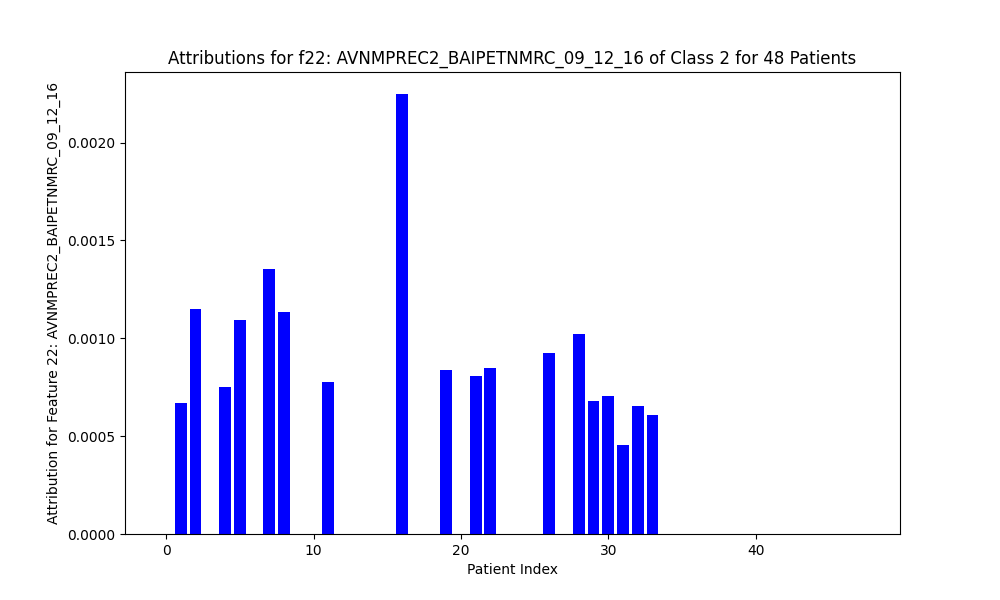 Attributions for f22: AVNMPREC2_BAIPETNMRC_09_12_16 of Class 2 for 48 Patients
Attribution for Feature 22: AVNMPREC2_BAIPETNMRC_09_12_16
0.0020
0.0015
0.0010
0.0005
0.0000
0 10 20 30 40
Patient Index